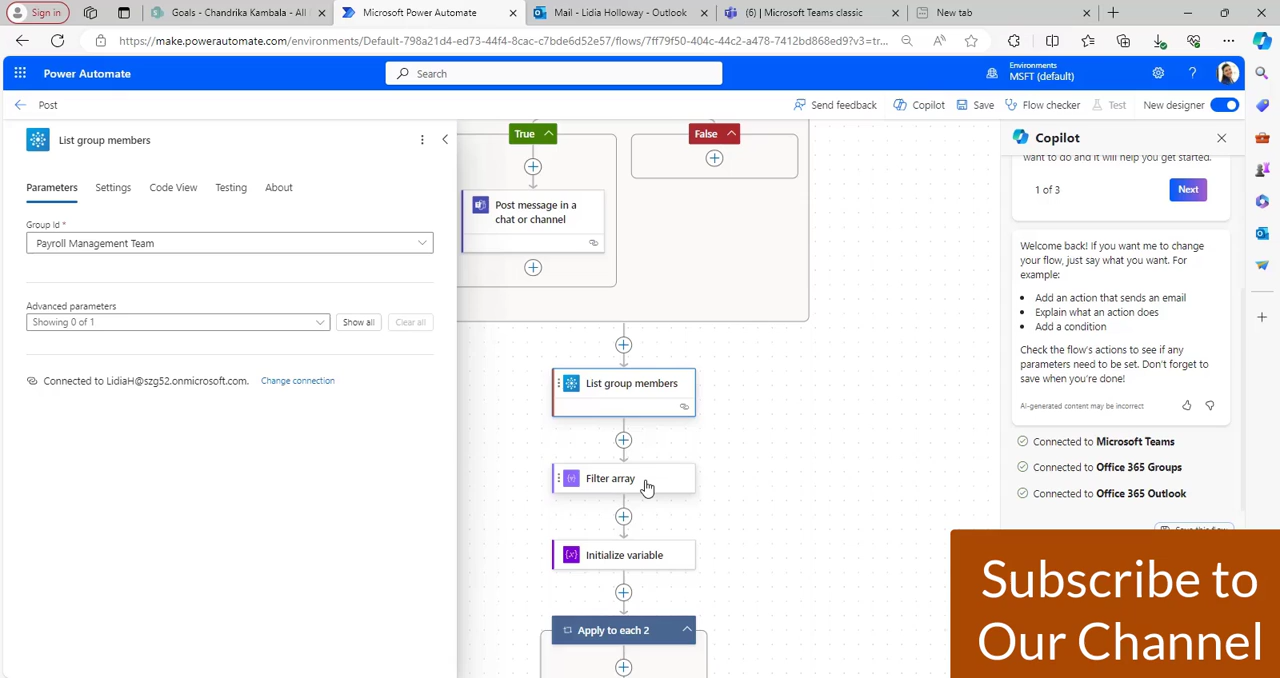 Sign in
Goals - Chandrika Kambala - All
Microsoft Power Automate
Mail - Lidia Holloway - Outlook
(6) | Microsoft Teams classic
New tab
https://make.powerautomate.com/environments/Default-798a21d4-ed73-44f4-8cac-c7bde6d52e57/flows/7ff79f50-404c-44c2-a478-7412bd868ed9?v3=tr...
Power Automate
Search
Environments
MSFT (default)
Post
Send feedback
Copilot
Save
Flow checker
Test
New designer
List group members
Parameters
Settings
Code View
Testing
About
Group Id *
Payroll Management Team
Advanced parameters
Showing 0 of 1
Show all
Clear all
Connected to LidiaH@szg52.onmicrosoft.com.
Change connection
True
False
Post message in a
chat or channel
List group members
Filter array
Initialize variable
Apply to each 2
Copilot
want to do and it will help you get started.
1 of 3
Next
Welcome back! If you want me to change
your flow, just say what you want. For
example:
• Add an action that sends an email
• Explain what an action does
• Add a condition
Check the flow's actions to see if any
parameters need to be set. Don't forget to
save when you're done!
AI-generated content may be incorrect
Connected to Microsoft Teams
Connected to Office 365 Groups
Connected to Office 365 Outlook
Save this flow
Subscribe to
Our Channel